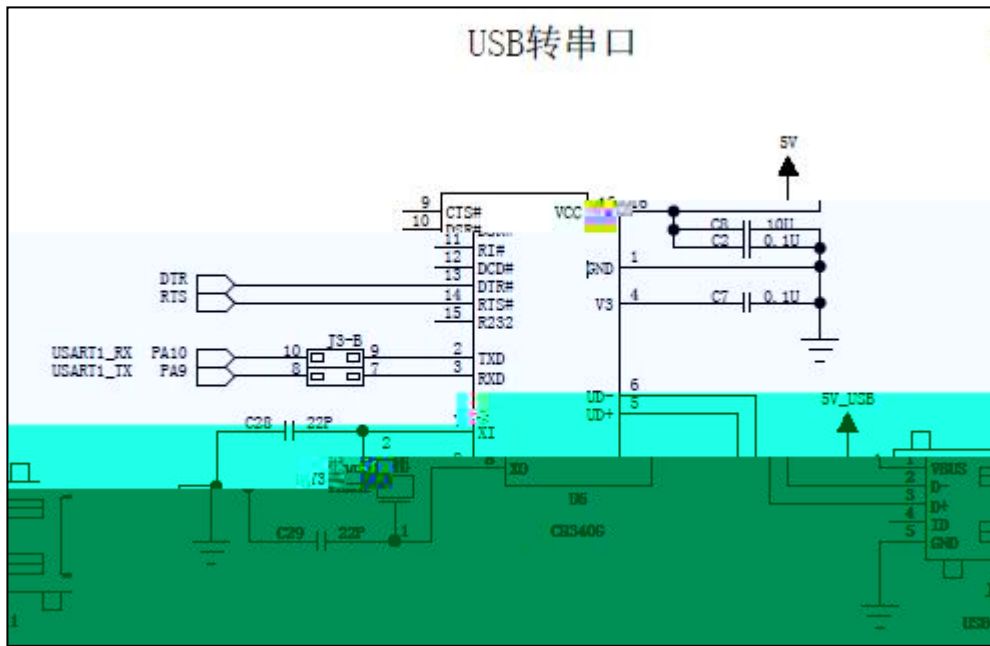 USB转串口
5V
9 CTS# VCC
10
11 C8 10U
RI# C2 0.1U
12 DCD# GND 1
DTR 13 DTR#
RTS 14 RTS# V3 4 C7 0.1U
15 R232
J3-B
USART1_RX PA10 10 9 2 TXD
USART1_TX PA9 8 7 3 RXD
UD- 6
UD+ 5 5V_USB
C28 22P XI
2
8 XO 1 VBUS
U6 2 D-
3 D+
C29 22P 1 CH340G 4 ID
5 GND
1 USB